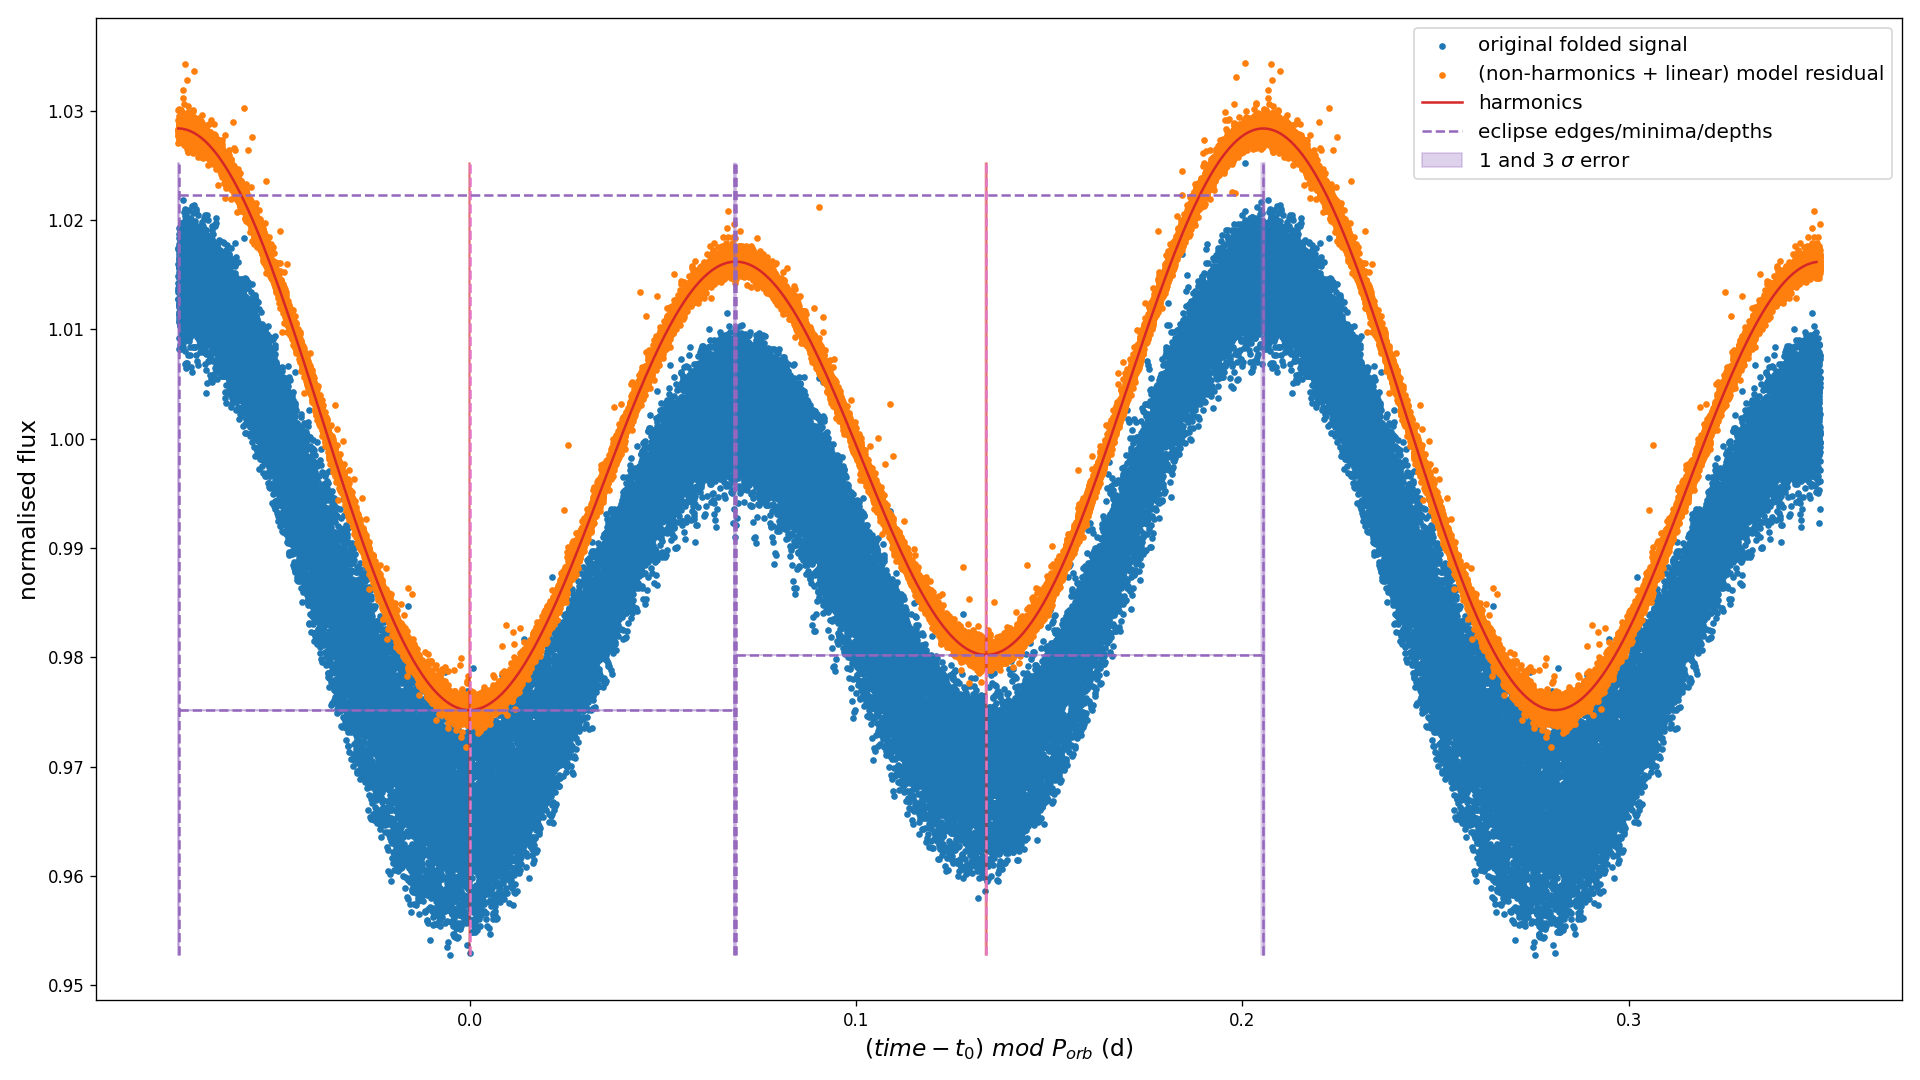 original folded signal
(non-harmonics + linear) model residual
harmonics
eclipse edges/minima/depths
1 and 3 σ error
normalised flux
1.03
1.02
1.01
1.00
0.99
0.98
0.97
0.96
0.95
0.0 0.1 0.2 0.3
(time − t₀) mod P_orb (d)